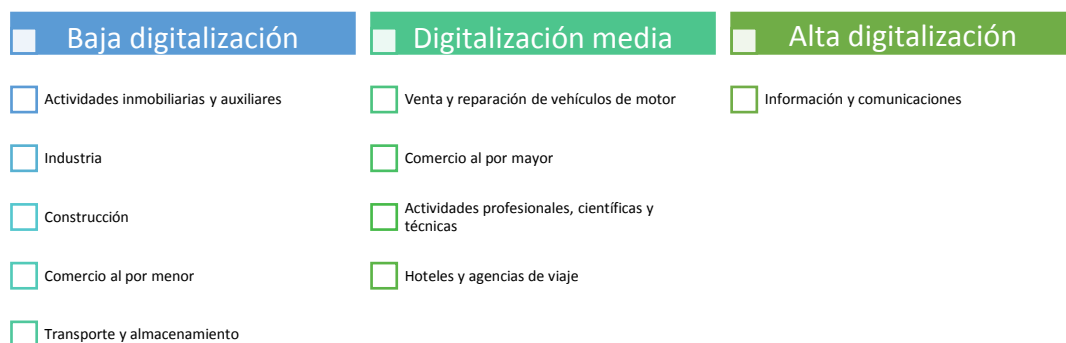 Baja digitalización
Actividades inmobiliarias y auxiliares
Industria
Construcción
Comercio al por menor
Transporte y almacenamiento
Digitalización media
Venta y reparación de vehículos de motor
Comercio al por mayor
Actividades profesionales, científicas y
técnicas
Hoteles y agencias de viaje
Alta digitalización
Información y comunicaciones